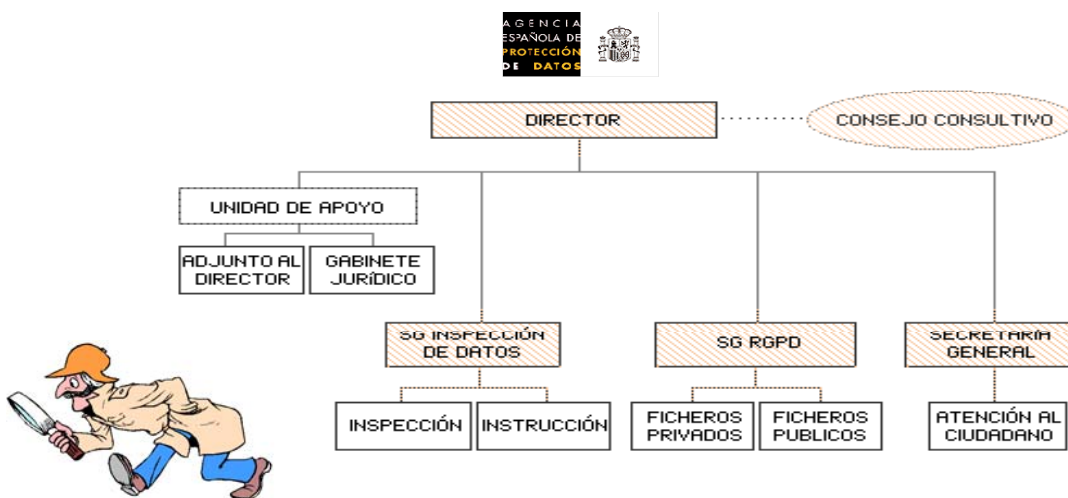 AGENCIA
ESPAÑOLA DE
PROTECCIÓN
DE DATOS
DIRECTOR
CONSEJO CONSULTIVO
UNIDAD DE APOYO
ADJUNTO AL
DIRECTOR
GABINETE
JURÍDICO
SG INSPECCIÓN
DE DATOS
SG RGPD
SECRETARÍA
GENERAL
INSPECCIÓN
INSTRUCCIÓN
FICHEROS
PRIVADOS
FICHEROS
PUBLICOS
ATENCIÓN AL
CIUDADANO